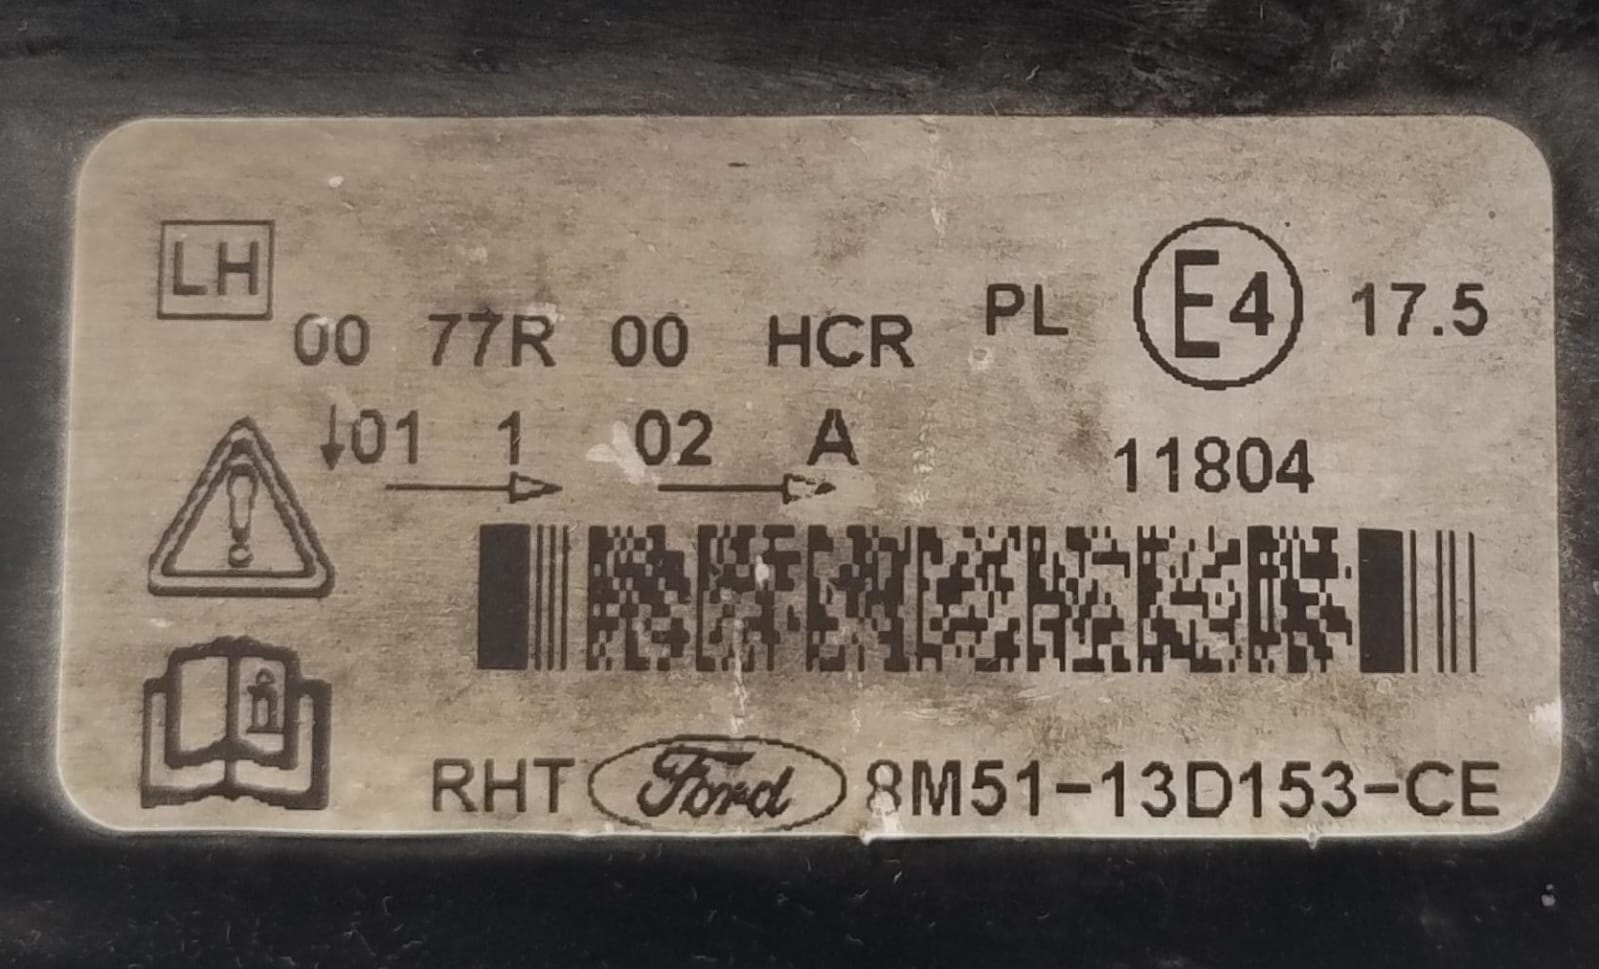 LH
00 77R 00 HCR PL E4 17.5
↓01 1 02 A 11804
RHT Ford 8M51-13D153-CE